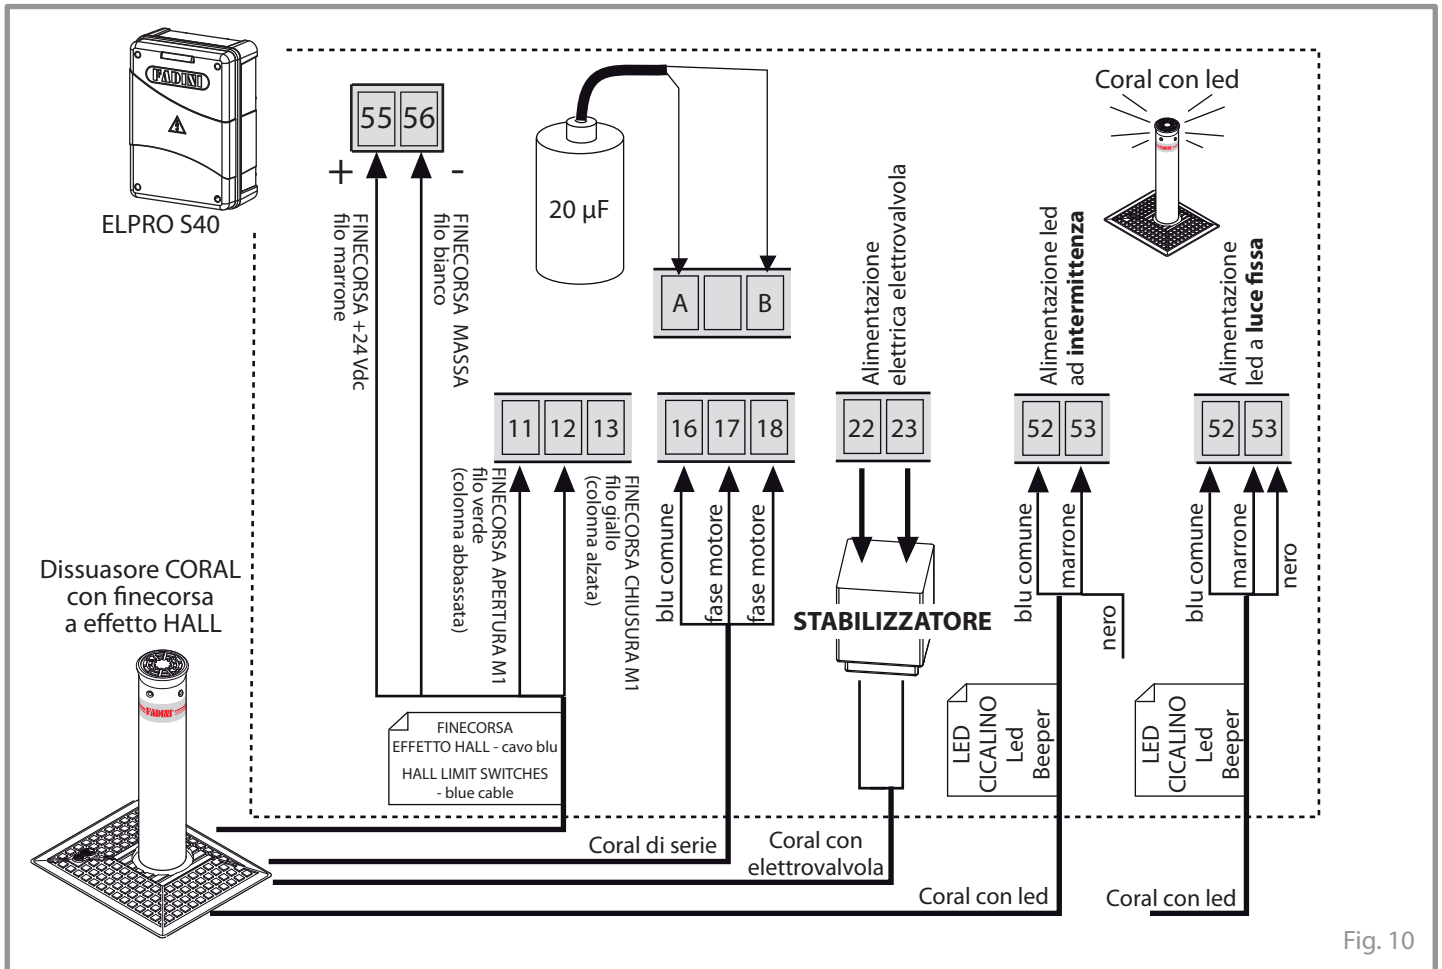 FADINI
ELPRO S40
55 56
+ -
FINECORSA +24Vdc
filo marrone
FINECORSA MASSA
filo bianco
20 µF
A B
Alimentazione
elettrica elettrovalvola
Coral con led
Alimentazione led
ad intermittenza
Alimentazione
led a luce fissa
11 12 13
16 17 18
22 23
52 53
52 53
FINECORSA APERTURA M1
filo verde
(colonna abbassata)
FINECORSA CHIUSURA M1
filo giallo
(colonna alzata)
blu comune
fase motore
fase motore
STABILIZZATORE
blu comune
marrone
nero
blu comune
marrone
nero
Dissuasore CORAL
con finecorsa
a effetto HALL
FADINI
FINECORSA
EFFETTO HALL - cavo blu
HALL LIMIT SWITCHES
- blue cable
LED
CICALINO
Led
Beeper
LED
CICALINO
Led
Beeper
Coral di serie
Coral con
elettrovalvola
Coral con led
Coral con led
Fig. 10